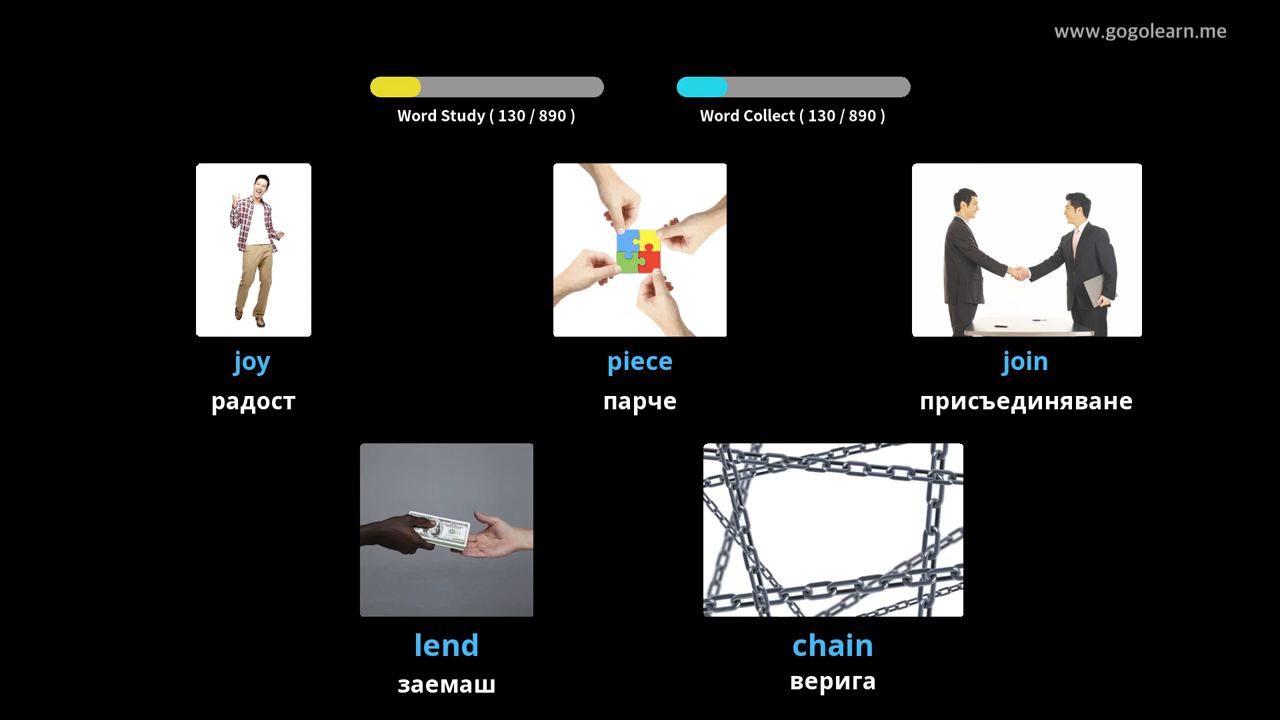 www.gogolearn.me
Word Study ( 130 / 890 )
Word Collect ( 130 / 890 )
joy
piece
join
радост
парче
присъединяване
lend
chain
заемаш
верига